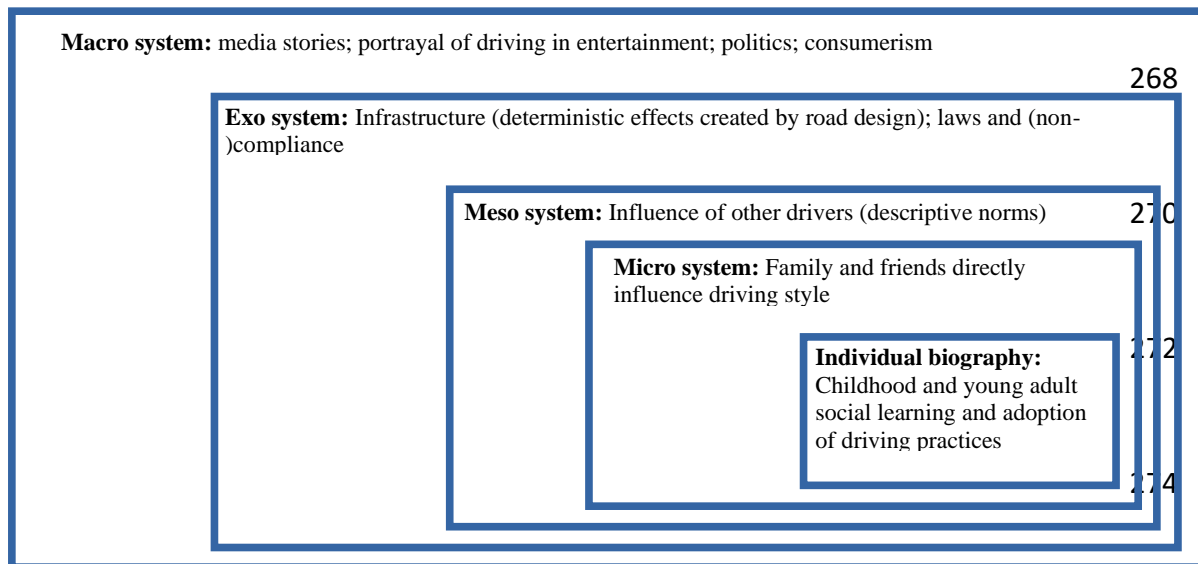 Macro system: media stories; portrayal of driving in entertainment; politics; consumerism
268
Exo system: Infrastructure (deterministic effects created by road design); laws and (non-
)compliance
Meso system: Influence of other drivers (descriptive norms)
270
Micro system: Family and friends directly
influence driving style
272
Individual biography:
Childhood and young adult
social learning and adoption
of driving practices
274